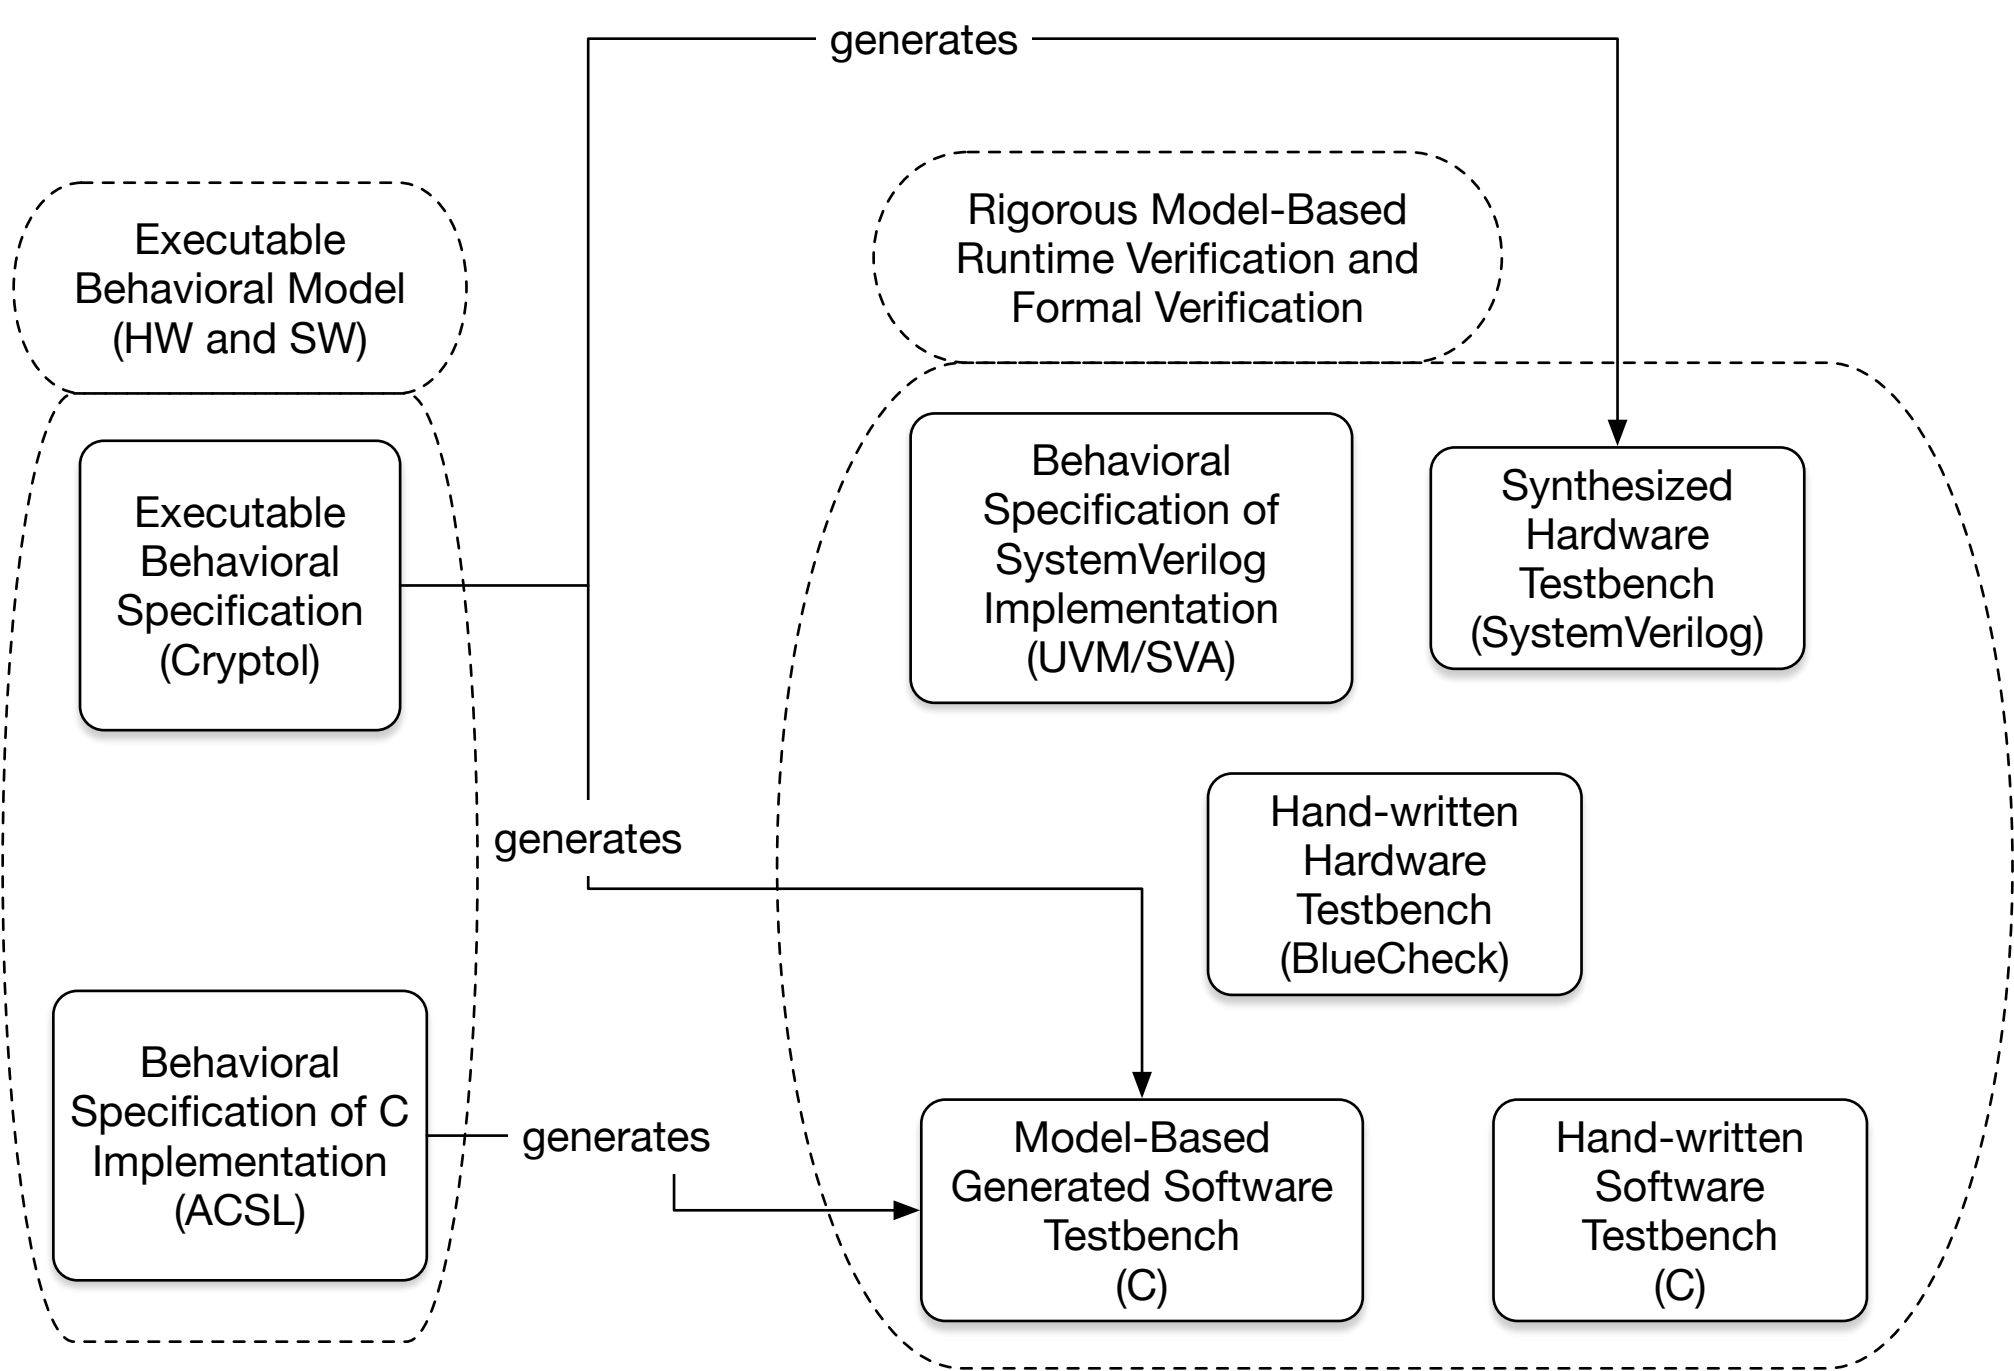 generates
Executable
Behavioral Model
(HW and SW)
Rigorous Model-Based
Runtime Verification and
Formal Verification
Executable
Behavioral
Specification
(Cryptol)
Behavioral
Specification of
SystemVerilog
Implementation
(UVM/SVA)
Synthesized
Hardware
Testbench
(SystemVerilog)
generates
Hand-written
Hardware
Testbench
(BlueCheck)
Behavioral
Specification of C
Implementation
(ACSL)
generates
Model-Based
Generated Software
Testbench
(C)
Hand-written
Software
Testbench
(C)